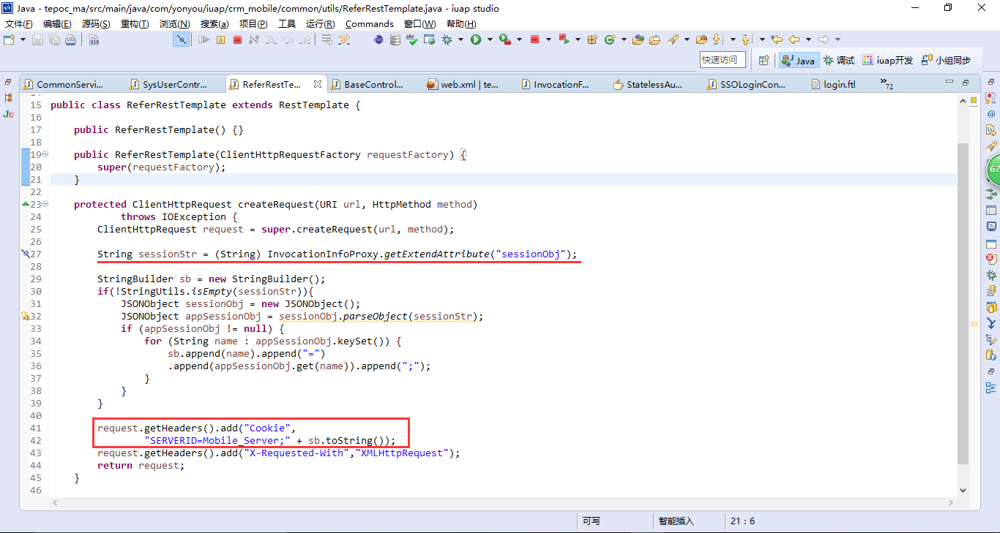 Java - tepoc_ma/src/main/java/com/yonyou/iuap/crm_mobile/common/utils/ReferRestTemplate.java - iuap studio
文件(F) 编辑(E) 源码(S) 重构(T) 浏览(N) 搜索(a) 项目(P) 工具 运行(R) Commands 窗口(W) 帮助(H)
快速访问 Java 调试 iuap开发 小组同步
CommonServi... SysUserContr... ReferRestTe... BaseControl... web.xml | te... InvocationF... StatelessAu... SSOLoginCon... login.ftl »72
15 public class ReferRestTemplate extends RestTemplate {
16
17 public ReferRestTemplate() {}
18
19 public ReferRestTemplate(ClientHttpRequestFactory requestFactory) {
20 super(requestFactory);
21 }
22
23 protected ClientHttpRequest createRequest(URI url, HttpMethod method)
24 throws IOException {
25 ClientHttpRequest request = super.createRequest(url, method);
26
27 String sessionStr = (String) InvocationInfoProxy.getExtendAttribute("sessionObj");
28
29 StringBuilder sb = new StringBuilder();
30 if(!StringUtils.isEmpty(sessionStr)){
31 JSONObject sessionObj = new JSONObject();
32 JSONObject appSessionObj = sessionObj.parseObject(sessionStr);
33 if (appSessionObj != null) {
34 for (String name : appSessionObj.keySet()) {
35 sb.append(name).append("=")
36 .append(appSessionObj.get(name)).append(";");
37 }
38 }
39 }
40
41 request.getHeaders().add("Cookie",
42 "SERVERID=Mobile_Server;" + sb.toString());
43 request.getHeaders().add("X-Requested-With","XMLHttpRequest");
44 return request;
45 }
46
67
可写 智能插入 21 : 6